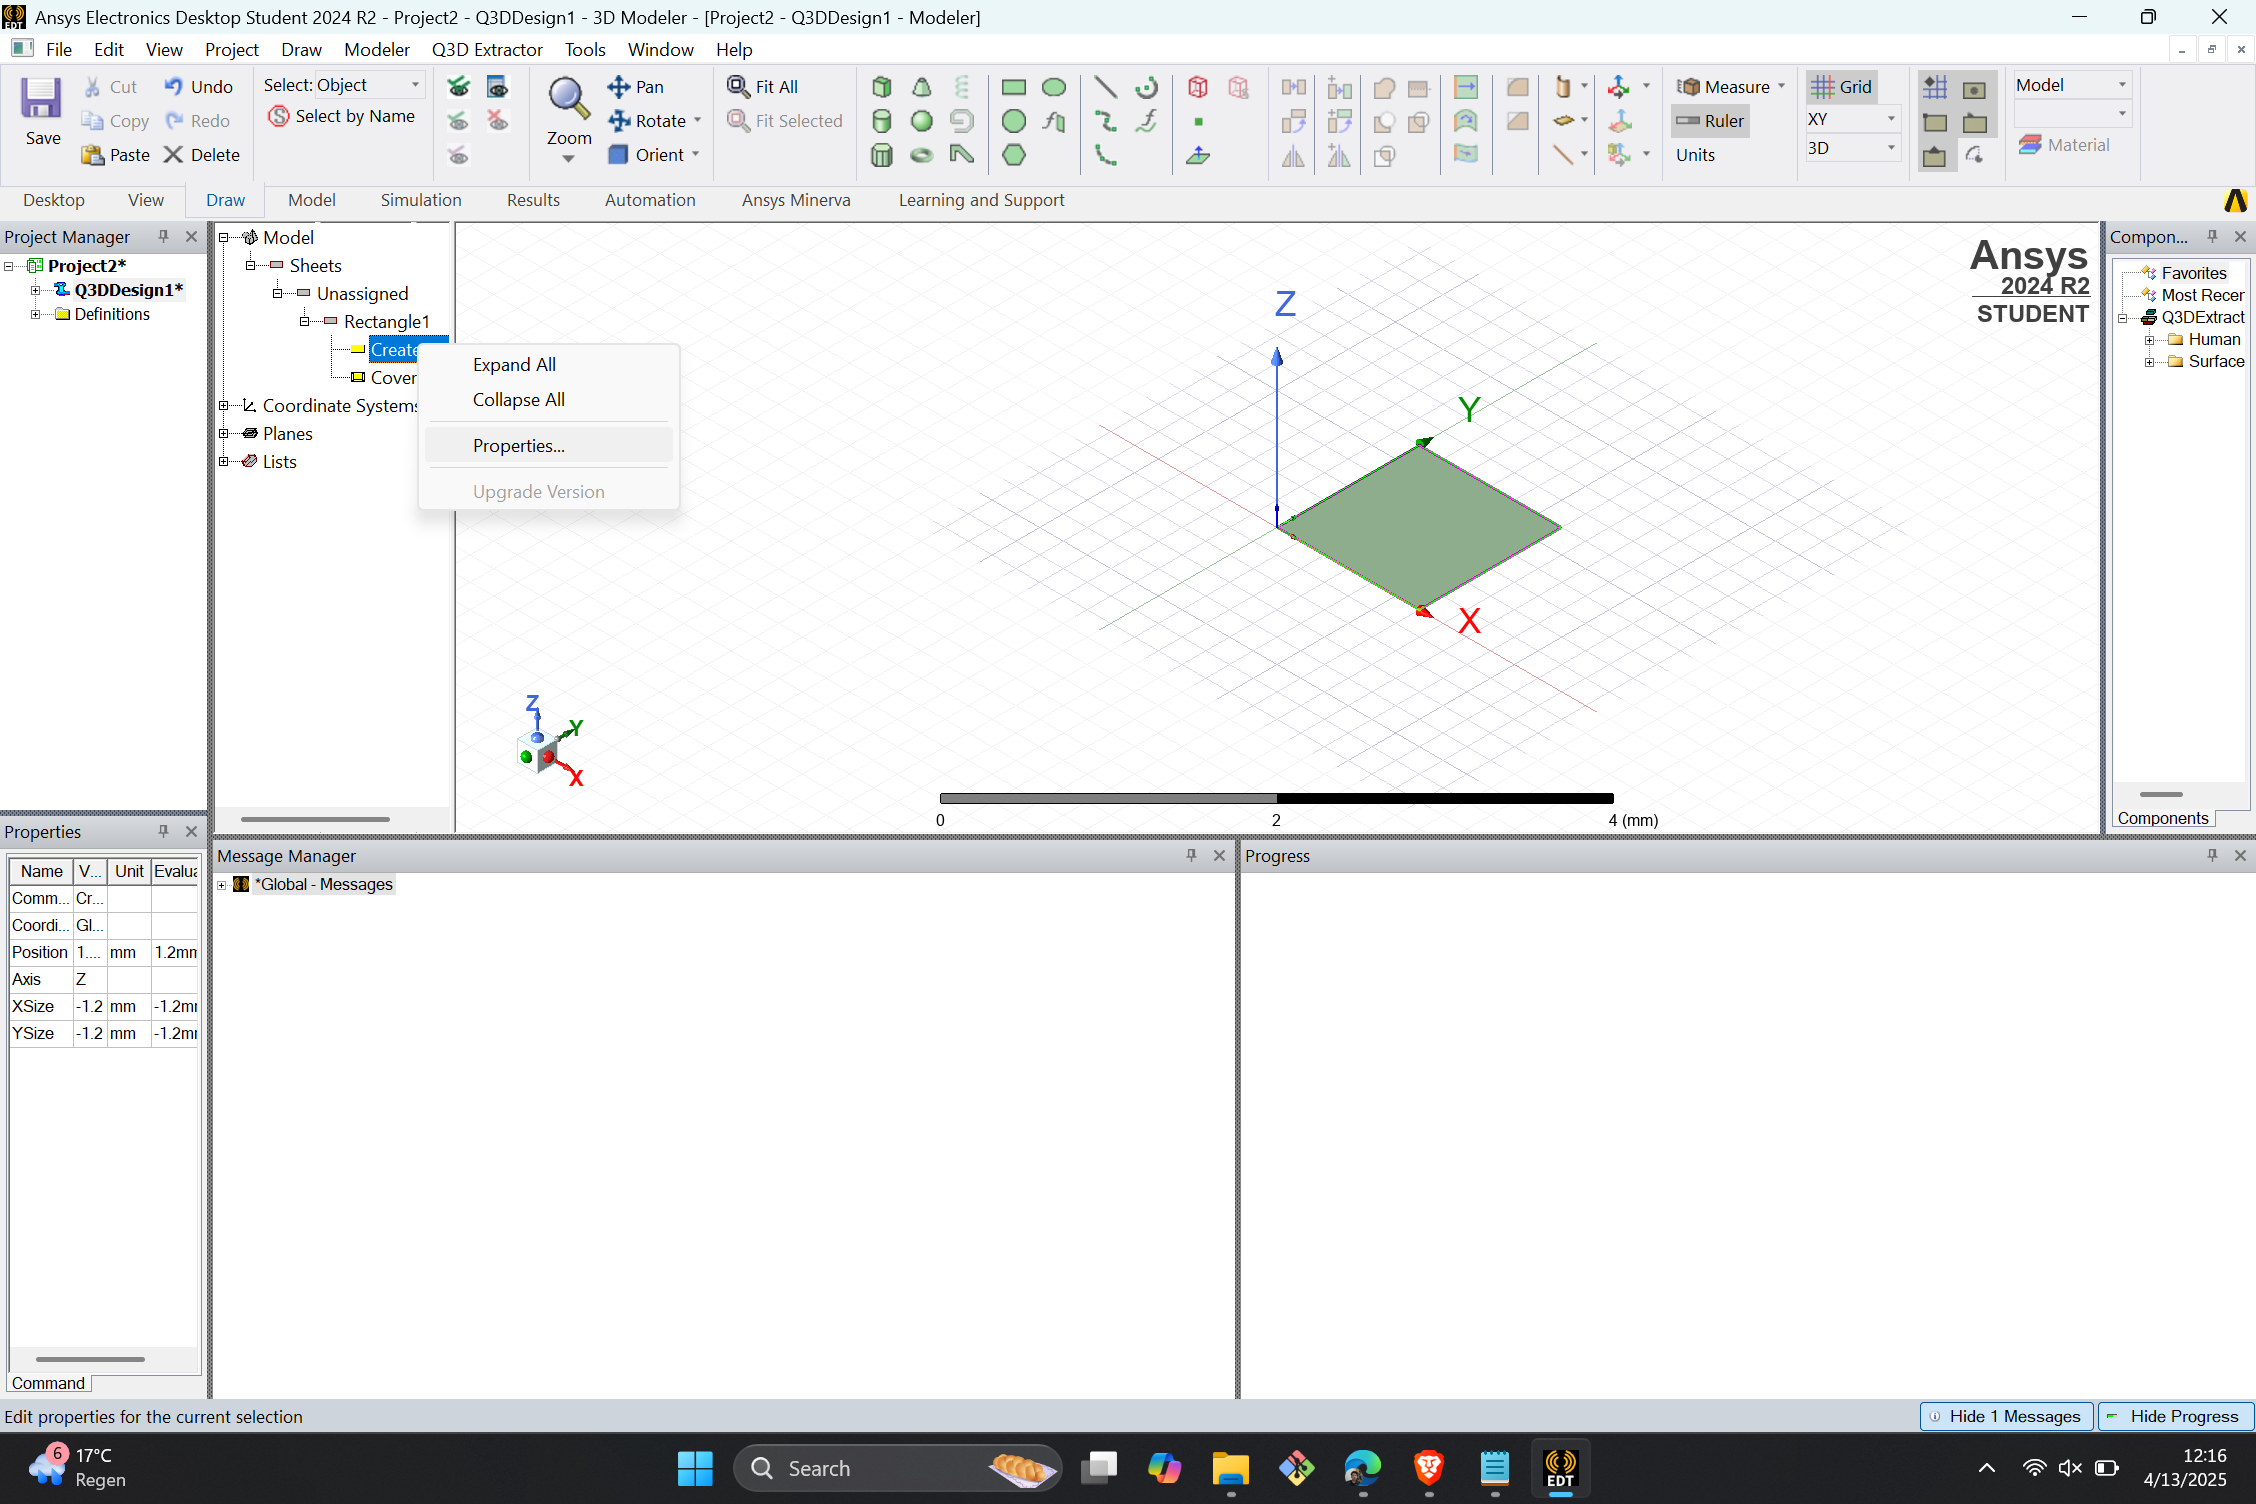 Ansys Electronics Desktop Student 2024 R2 - Project2 - Q3DDesign1 - 3D Modeler - [Project2 - Q3DDesign1 - Modeler]
File Edit View Project Draw Modeler Q3D Extractor Tools Window Help
Save
Cut
Copy
Paste
Undo
Redo
Delete
Select: Object
Select by Name
Zoom
Pan
Rotate
Orient
Fit All
Fit Selected
Measure
Ruler
Units
Grid
XY
3D
Model
Material
Desktop View Draw Model Simulation Results Automation Ansys Minerva Learning and Support
Project Manager
Project2*
Q3DDesign1*
Definitions
Model
Sheets
Unassigned
Rectangle1
Create
Cover
Coordinate Systems
Planes
Lists
Expand All
Collapse All
Properties...
Upgrade Version
Ansys
2024 R2
STUDENT
Z
Y
X
Z
Y
X
0 2 4 (mm)
Compon...
Favorites
Most Recer
Q3DExtract
Human
Surface
Components
Properties
Name V... Unit Evalua
Comm... Cr...
Coordi... Gl...
Position 1.... mm 1.2mm
Axis Z
XSize -1.2 mm -1.2mm
YSize -1.2 mm -1.2mm
Command
Message Manager
*Global - Messages
Progress
Edit properties for the current selection
Hide 1 Messages
Hide Progress
6
17°C
Regen
Search
EDT
12:16
4/13/2025